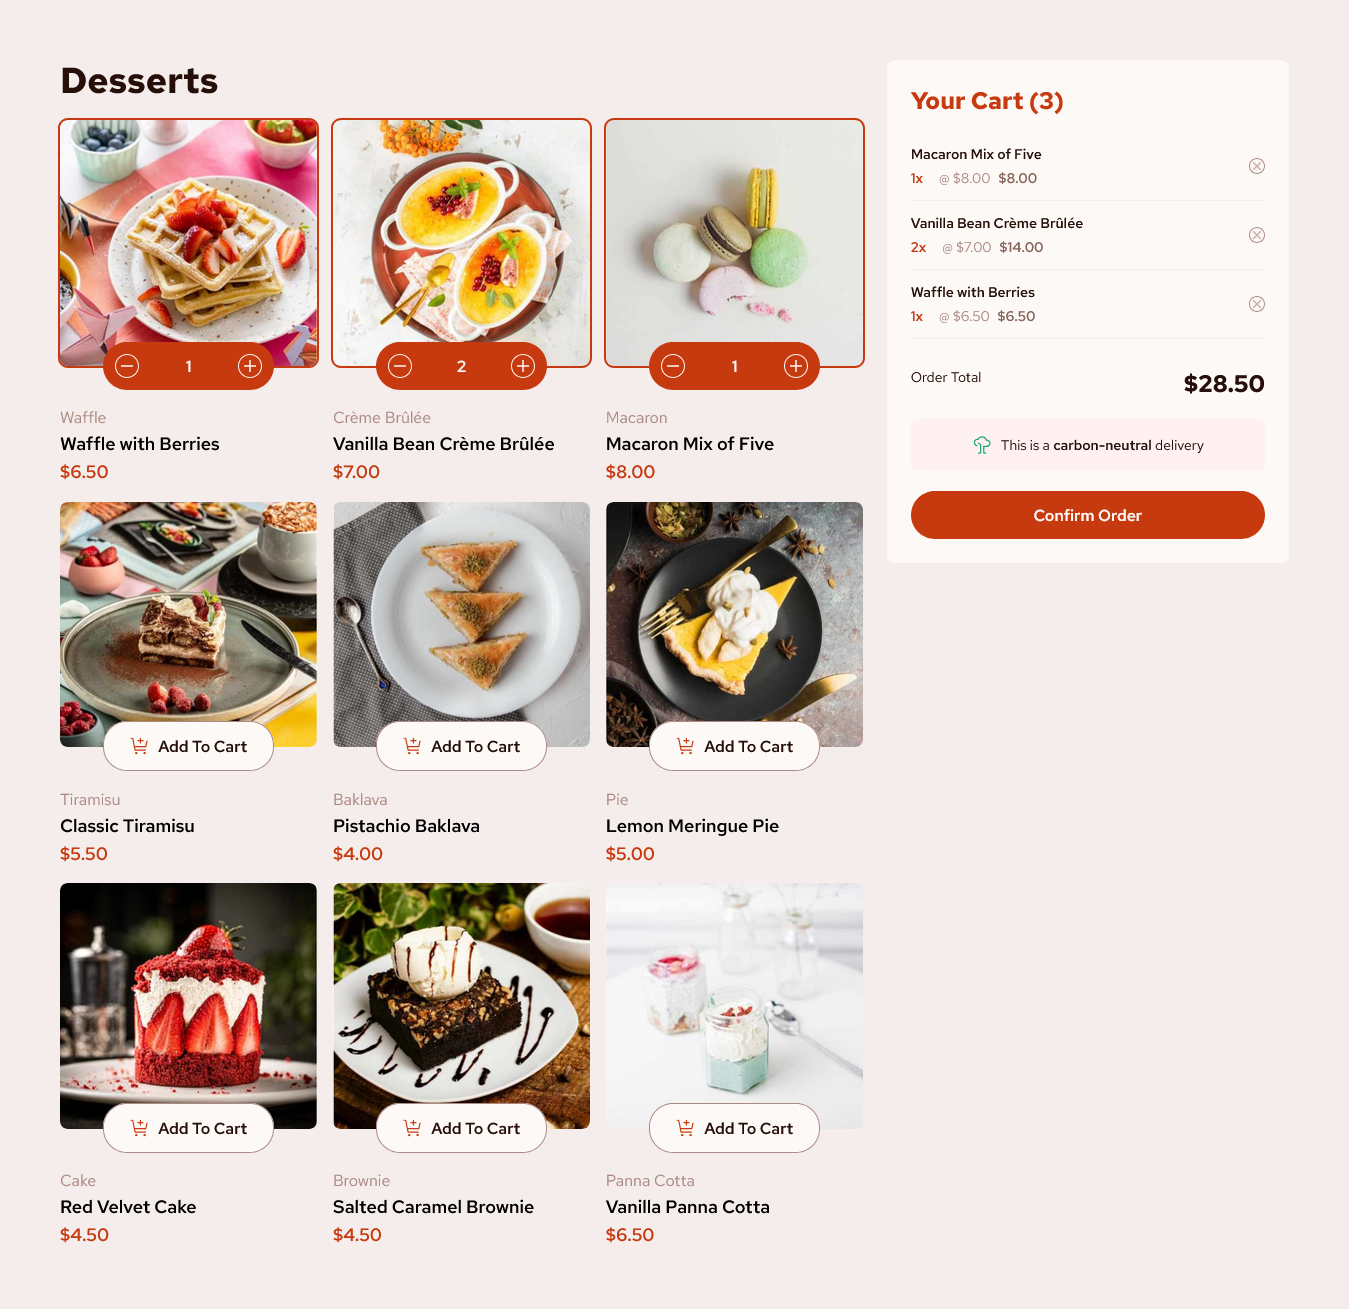 Desserts
1
2
1
Waffle
Waffle with Berries
$6.50
Crème Brûlée
Vanilla Bean Crème Brûlée
$7.00
Macaron
Macaron Mix of Five
$8.00
Add To Cart
Add To Cart
Add To Cart
Tiramisu
Classic Tiramisu
$5.50
Baklava
Pistachio Baklava
$4.00
Pie
Lemon Meringue Pie
$5.00
Add To Cart
Add To Cart
Add To Cart
Cake
Red Velvet Cake
$4.50
Brownie
Salted Caramel Brownie
$4.50
Panna Cotta
Vanilla Panna Cotta
$6.50
Your Cart (3)
Macaron Mix of Five
1x @ $8.00 $8.00
Vanilla Bean Crème Brûlée
2x @ $7.00 $14.00
Waffle with Berries
1x @ $6.50 $6.50
Order Total $28.50
This is a carbon-neutral delivery
Confirm Order